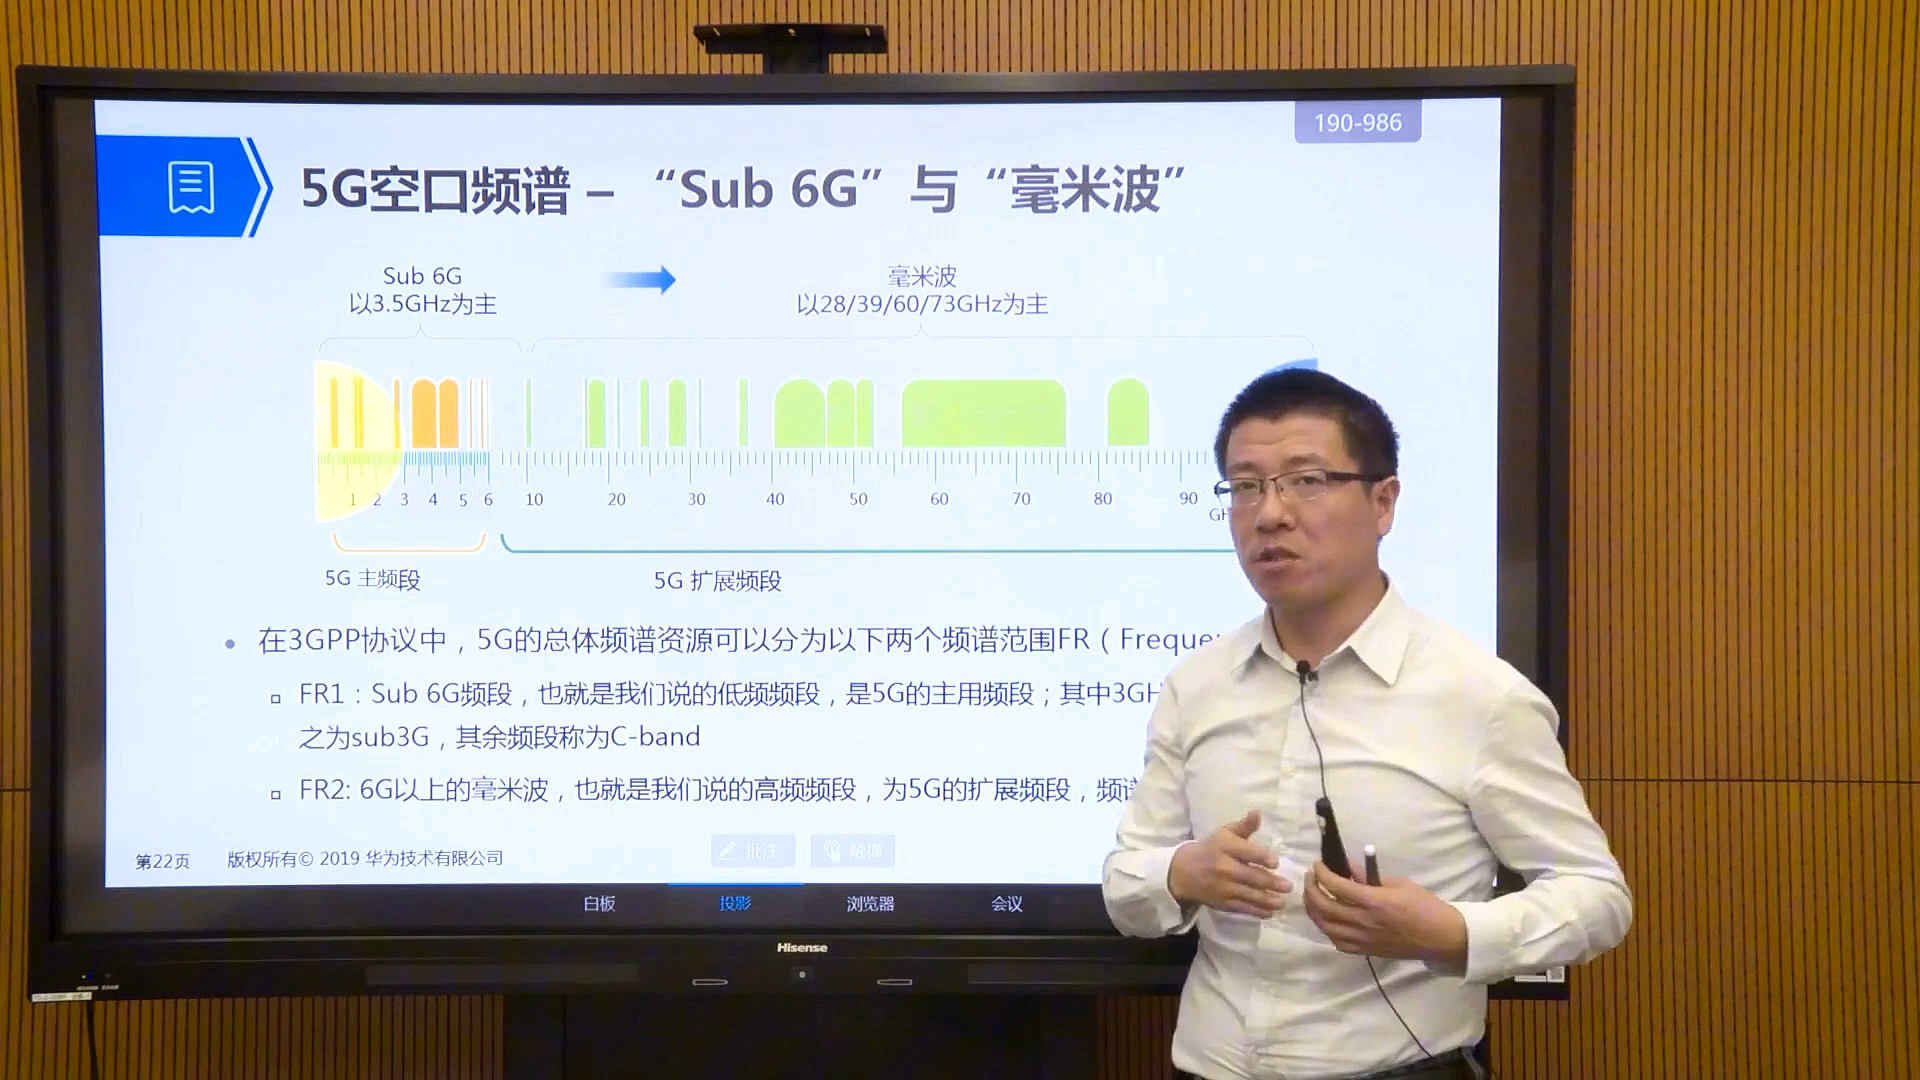 190-986
5G空口频谱 – “Sub 6G”与“毫米波”
Sub 6G
以3.5GHz为主
毫米波
以28/39/60/73GHz为主
1 2 3 4 5 6 10 20 30 40 50 60 70 80 90
5G 主频段
5G 扩展频段
在3GPP协议中，5G的总体频谱资源可以分为以下两个频谱范围FR（Freque
FR1：Sub 6G频段，也就是我们说的低频频段，是5G的主用频段；其中3GH
之为sub3G，其余频段称为C-band
FR2: 6G以上的毫米波，也就是我们说的高频频段，为5G的扩展频段，频谱
批注 触摸
第22页 版权所有© 2019 华为技术有限公司
白板 投影 浏览器 会议
Hisense